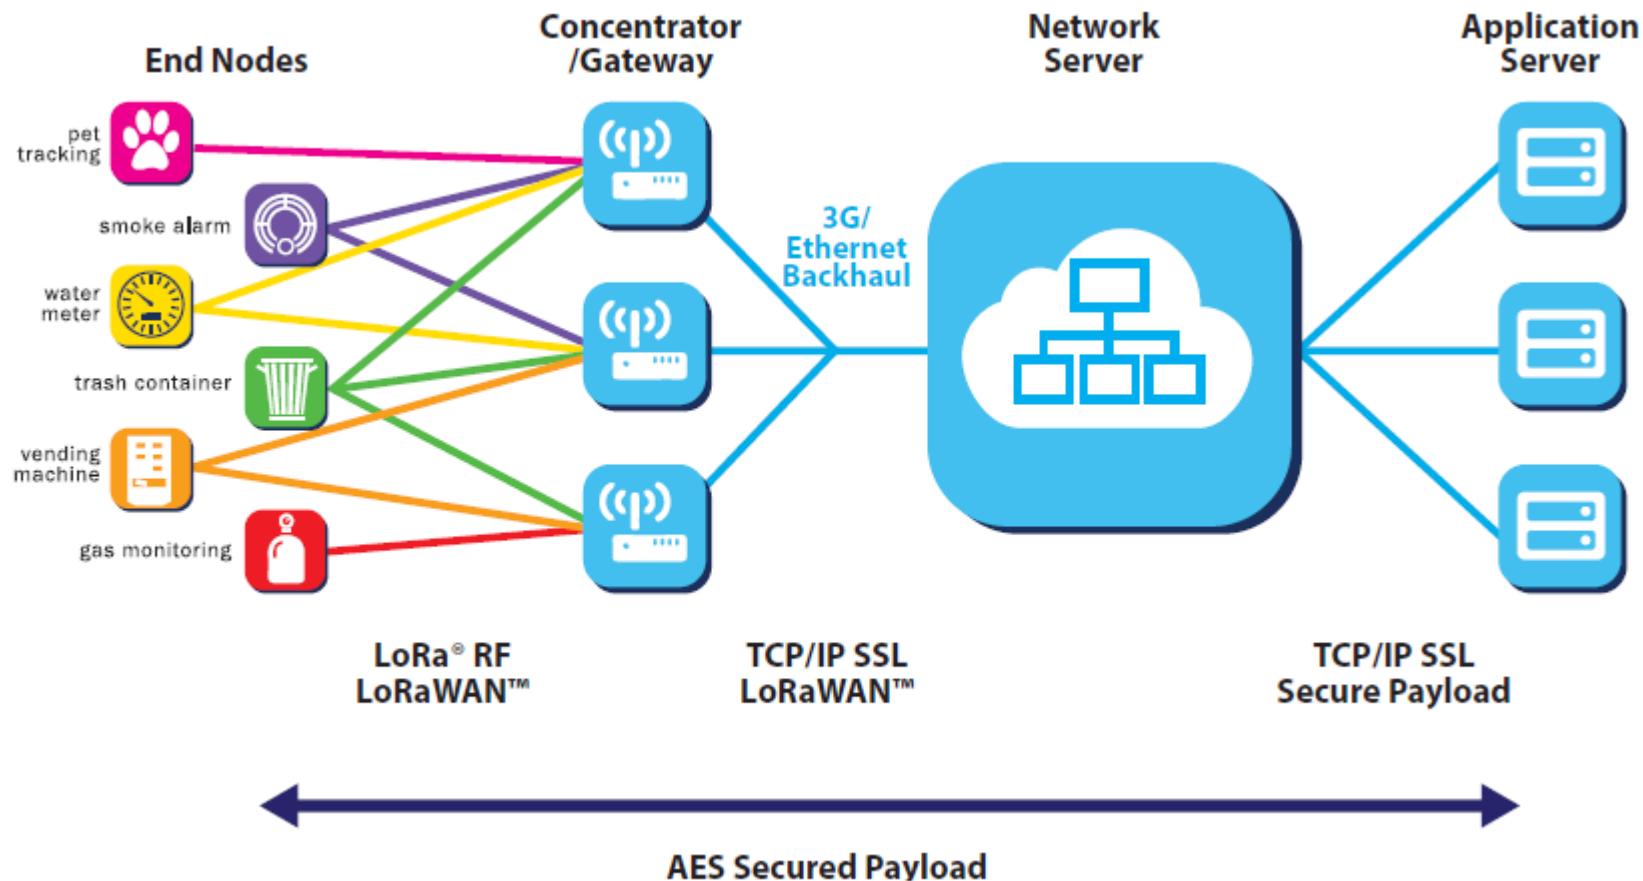 End Nodes
Concentrator
/Gateway
Network
Server
Application
Server
pet
tracking
smoke alarm
water
meter
trash container
vending
machine
gas monitoring
3G/
Ethernet
Backhaul
LoRa® RF
LoRaWAN™
TCP/IP SSL
LoRaWAN™
TCP/IP SSL
Secure Payload
AES Secured Payload